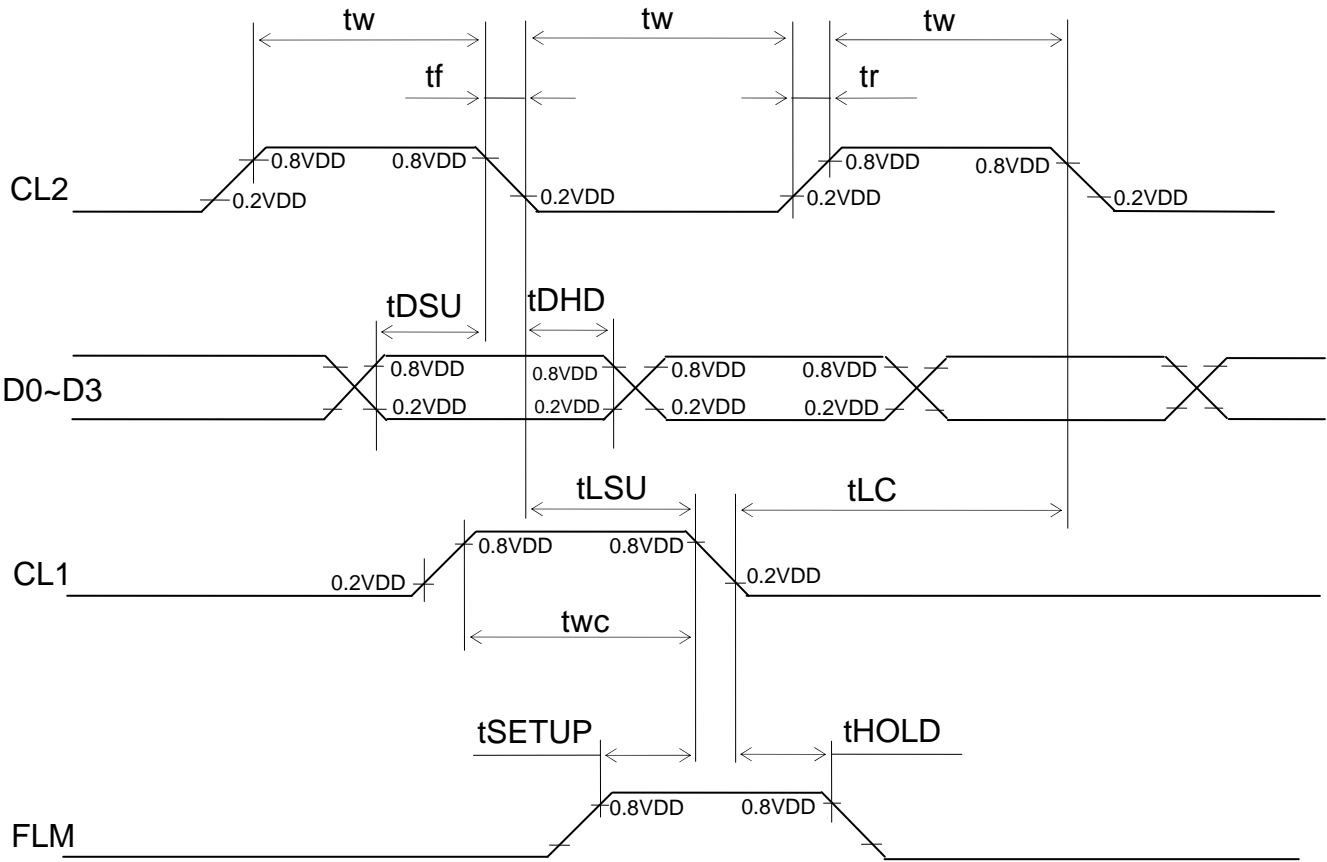 tw tw tw
tf tr
0.8VDD 0.8VDD 0.8VDD 0.8VDD
CL2
0.2VDD 0.2VDD 0.2VDD 0.2VDD
tDSU tDHD
0.8VDD 0.8VDD 0.8VDD 0.8VDD
D0~D3
0.2VDD 0.2VDD 0.2VDD 0.2VDD
tLSU tLC
0.8VDD 0.8VDD
CL1
0.2VDD 0.2VDD
twc
tSETUP tHOLD
0.8VDD 0.8VDD
FLM